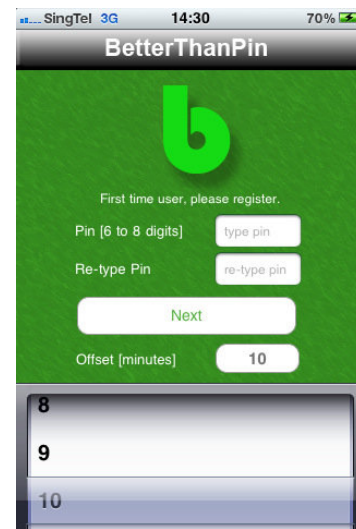 SingTel 3G 14:30 70%
BetterThanPin
b
First time user, please register.
Pin [6 to 8 digits] type pin
Re-type Pin re-type pin
Next
Offset [minutes] 10
8
9
10